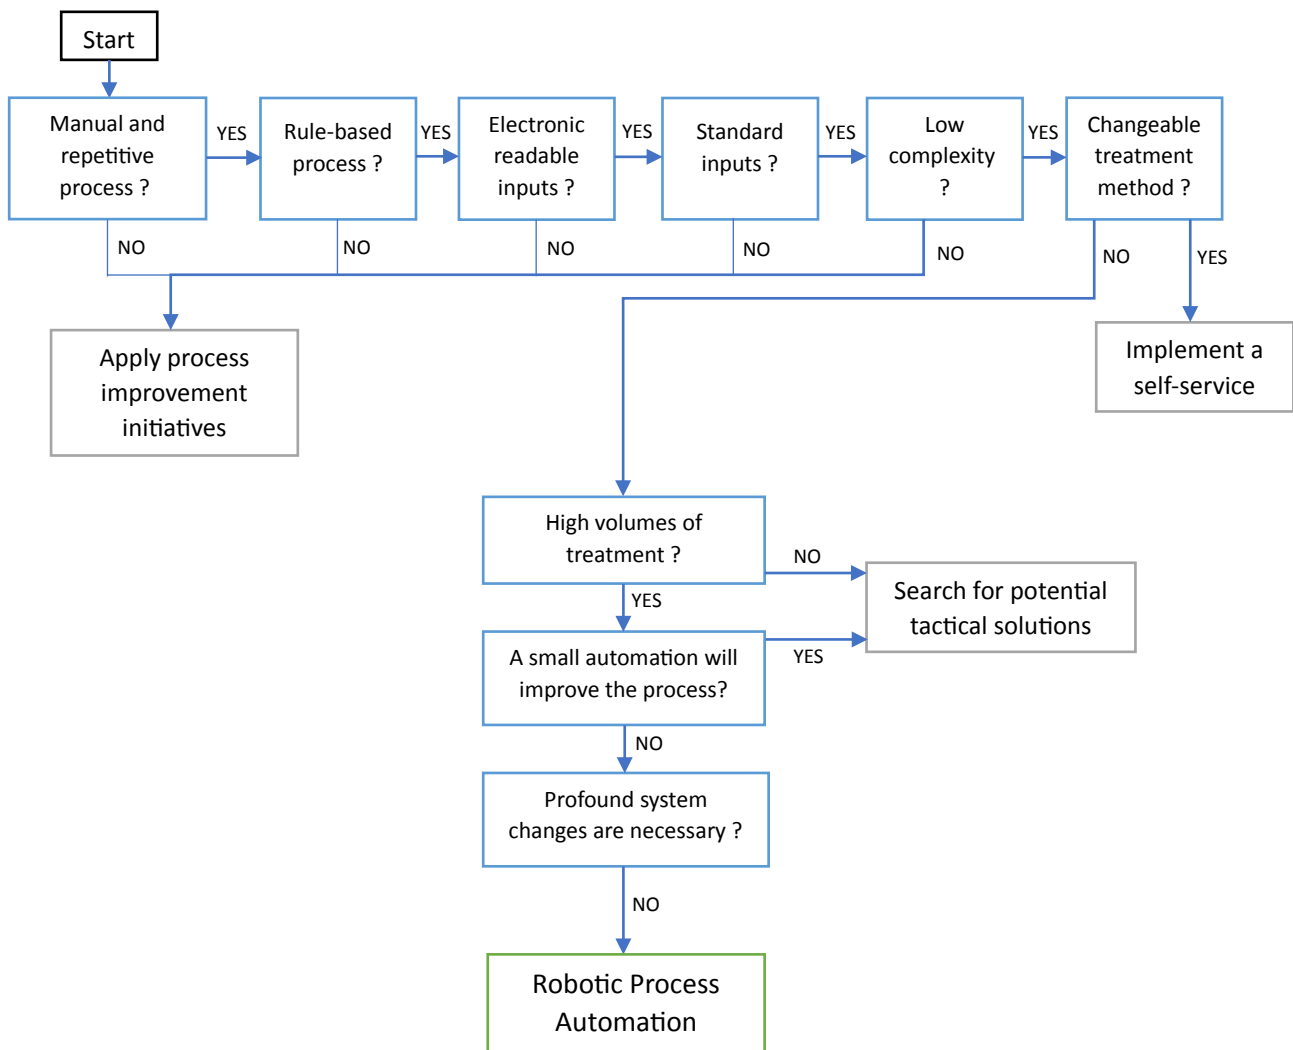 Start
Manual and
repetitive
process ?
YES
Rule-based
process ?
YES
Electronic
readable
inputs ?
YES
Standard
inputs ?
YES
Low
complexity
?
YES
Changeable
treatment
method ?
NO
NO
NO
NO
NO
NO
YES
Apply process
improvement
initiatives
Implement a
self-service
High volumes of
treatment ?
NO
YES
Search for potential
tactical solutions
A small automation will
improve the process?
YES
NO
Profound system
changes are necessary ?
NO
Robotic Process
Automation